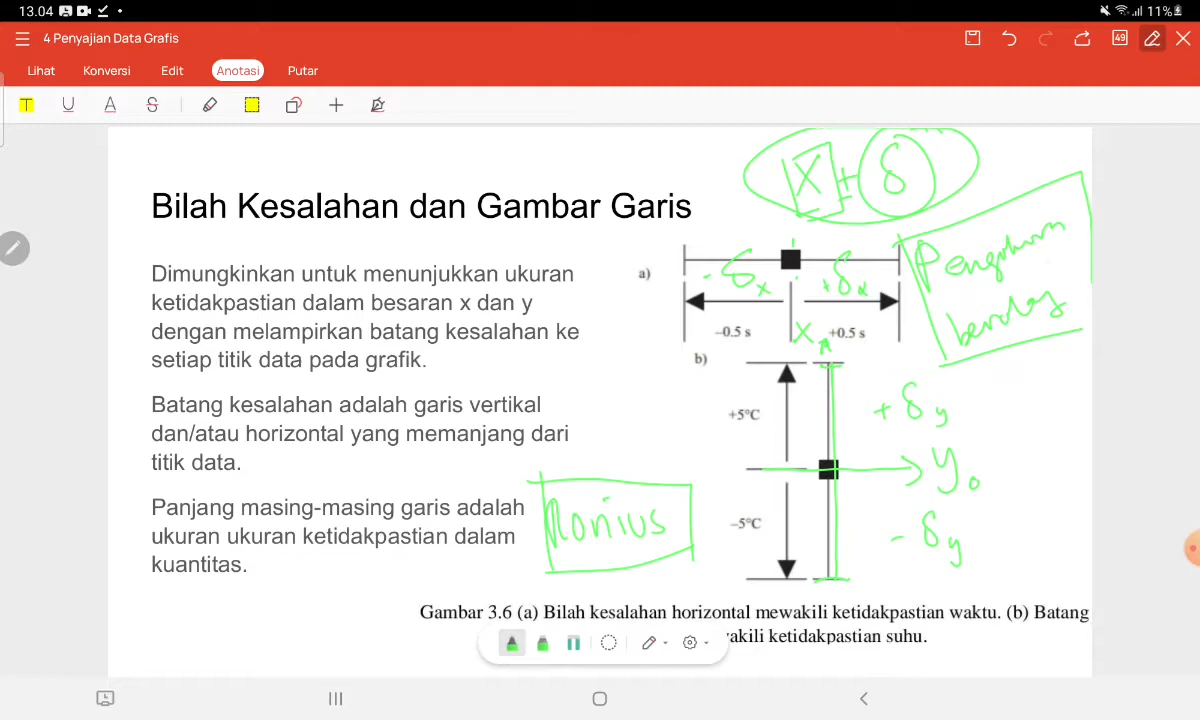 13.04
11%
4 Penyajian Data Grafis
49
Lihat Konversi Edit Anotasi Putar
T U A S
X ± δ
Bilah Kesalahan dan Gambar Garis
Dimungkinkan untuk menunjukkan ukuran
ketidakpastian dalam besaran x dan y
dengan melampirkan batang kesalahan ke
setiap titik data pada grafik.
Batang kesalahan adalah garis vertikal
dan/atau horizontal yang memanjang dari
titik data.
Panjang masing-masing garis adalah
ukuran ukuran ketidakpastian dalam
kuantitas.
Nonius
a)
-δx +δx
–0.5 s X +0.5 s
berulang
b)
+5°C
+δy
y0
–5°C
-δy
Gambar 3.6 (a) Bilah kesalahan horizontal mewakili ketidakpastian waktu. (b) Batang
akili ketidakpastian suhu.